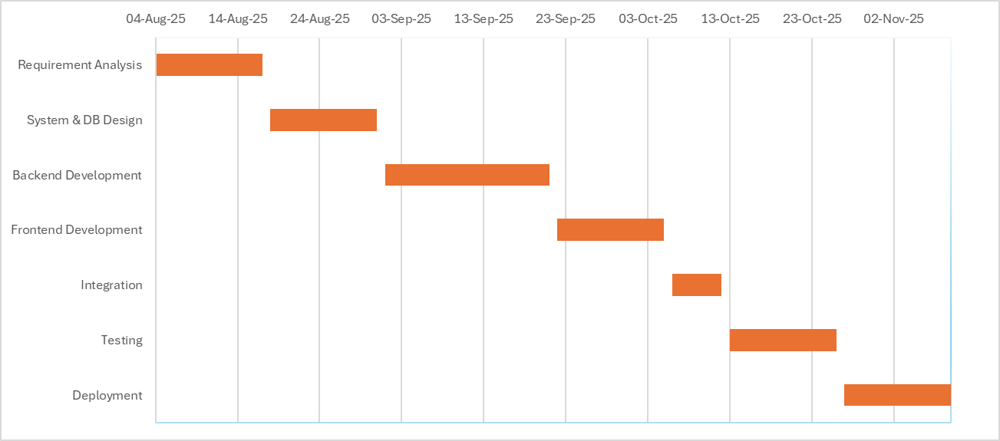 04-Aug-25 14-Aug-25 24-Aug-25 03-Sep-25 13-Sep-25 23-Sep-25 03-Oct-25 13-Oct-25 23-Oct-25 02-Nov-25
Requirement Analysis
System & DB Design
Backend Development
Frontend Development
Integration
Testing
Deployment